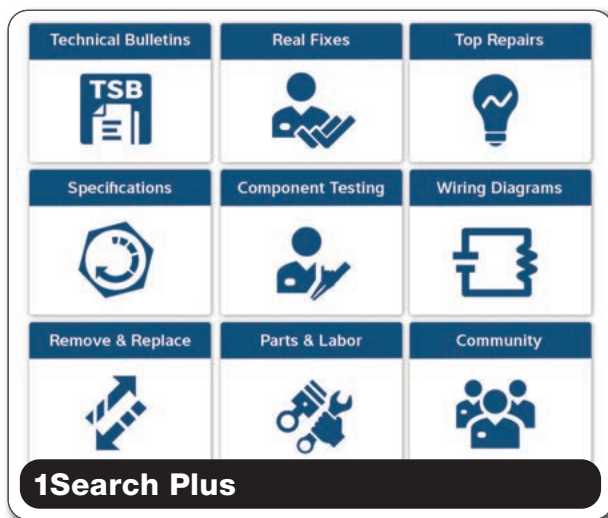 Technical Bulletins Real Fixes Top Repairs
TSB
Specifications Component Testing Wiring Diagrams
Remove & Replace Parts & Labor Community
1Search Plus